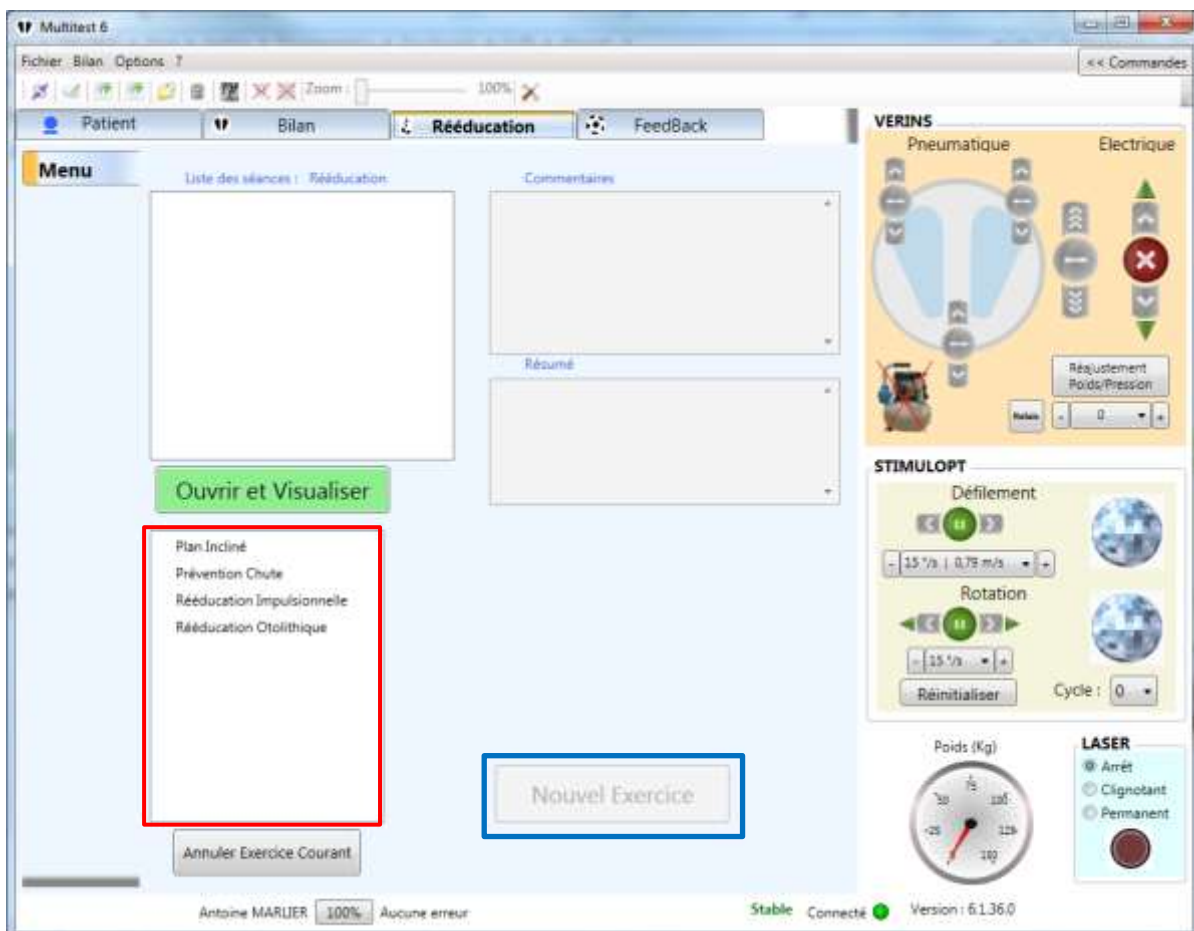 Multitest 6
Fichier Bilan Options ?
<< Commandes
Zoom : 100%
Patient
Bilan
Rééducation
FeedBack
Menu
Liste des séances : Rééducation
Commentaires
Résumé
Ouvrir et Visualiser
Plan Incliné
Prévention Chute
Rééducation Impulsionnelle
Rééducation Otolithique
Nouvel Exercice
Annuler Exercice Courant
VERINS
Pneumatique
Electrique
Réajustement
Poids/Pression
- 0 +
STIMULOPT
Défilement
- 15 °/s | 0,79 m/s +
Rotation
- 15 °/s +
Réinitialiser
Cycle : 0
Poids (Kg)
LASER
Arrêt
Clignotant
Permanent
Antoine MARLIER 100% Aucune erreur
Stable Connecté Version : 6.1.36.0